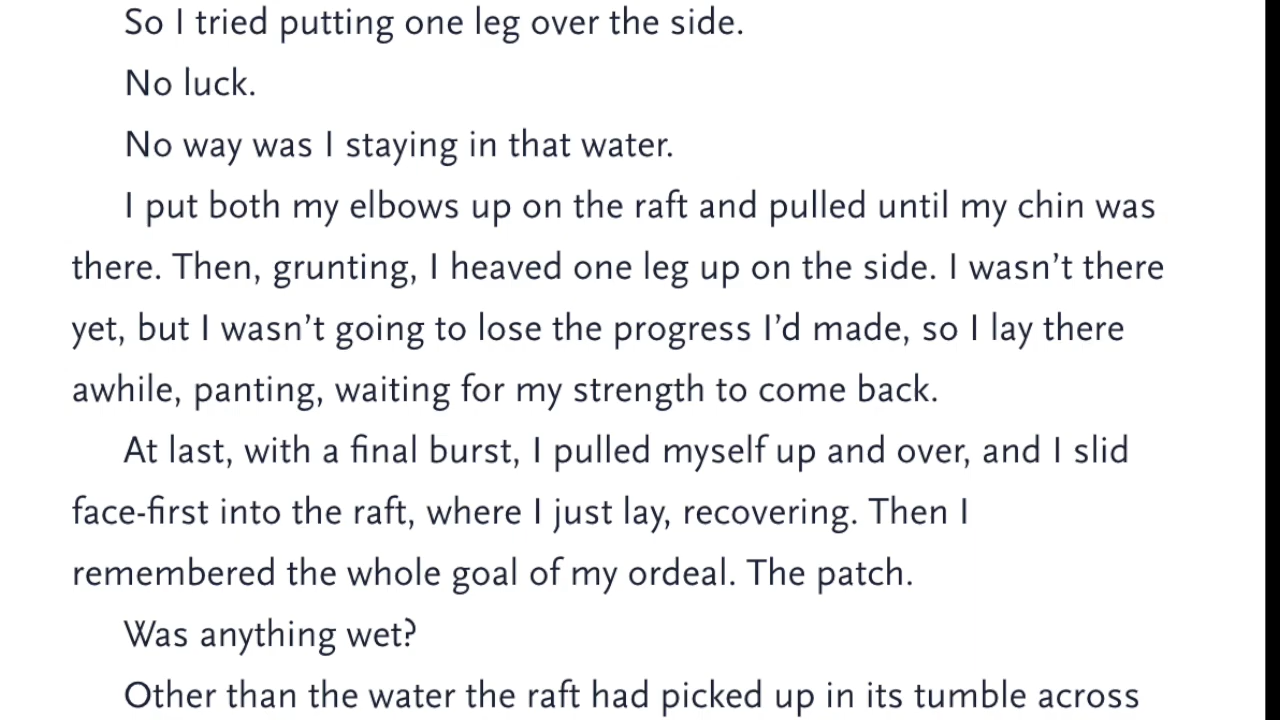 So I tried putting one leg over the side.
No luck.
No way was I staying in that water.
I put both my elbows up on the raft and pulled until my chin was
there. Then, grunting, I heaved one leg up on the side. I wasn’t there
yet, but I wasn’t going to lose the progress I’d made, so I lay there
awhile, panting, waiting for my strength to come back.
At last, with a final burst, I pulled myself up and over, and I slid
face-first into the raft, where I just lay, recovering. Then I
remembered the whole goal of my ordeal. The patch.
Was anything wet?
Other than the water the raft had picked up in its tumble across